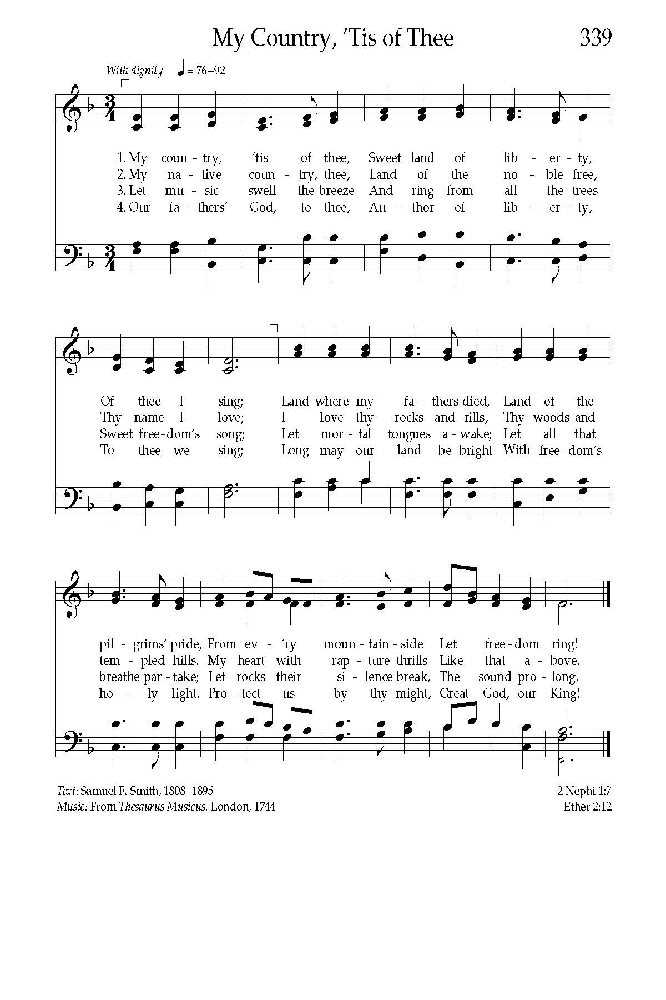 My Country, ’Tis of Thee 339
With dignity = 76–92
3
4
1. My coun - try, ’tis of thee, Sweet land of lib - er - ty,
2. My na - tive coun - try, thee, Land of the no - ble free,
3. Let mu - sic swell the breeze And ring from all the trees
4. Our fa - thers’ God, to thee, Au - thor of lib - er - ty,
3
4
Of thee I sing; Land where my fa - thers died, Land of the
Thy name I love; I love thy rocks and rills, Thy woods and
Sweet free - dom’s song; Let mor - tal tongues a - wake; Let all that
To thee we sing; Long may our land be bright With free - dom’s
pil - grims’ pride, From ev - ’ry moun - tain - side Let free - dom ring!
tem - pled hills. My heart with rap - ture thrills Like that a - bove.
breathe par - take; Let rocks their si - lence break, The sound pro - long.
ho - ly light. Pro - tect us by thy might, Great God, our King!
Text: Samuel F. Smith, 1808–1895 2 Nephi 1:7
Music: From Thesaurus Musicus, London, 1744 Ether 2:12